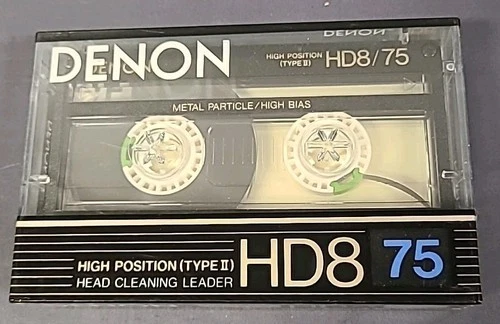 DENON
DENON
HIGH POSITION
(TYPE II)
HD8/75
METAL PARTICLE/HIGH BIAS
HIGH POSITION (TYPE II)
HEAD CLEANING LEADER
HD8
75